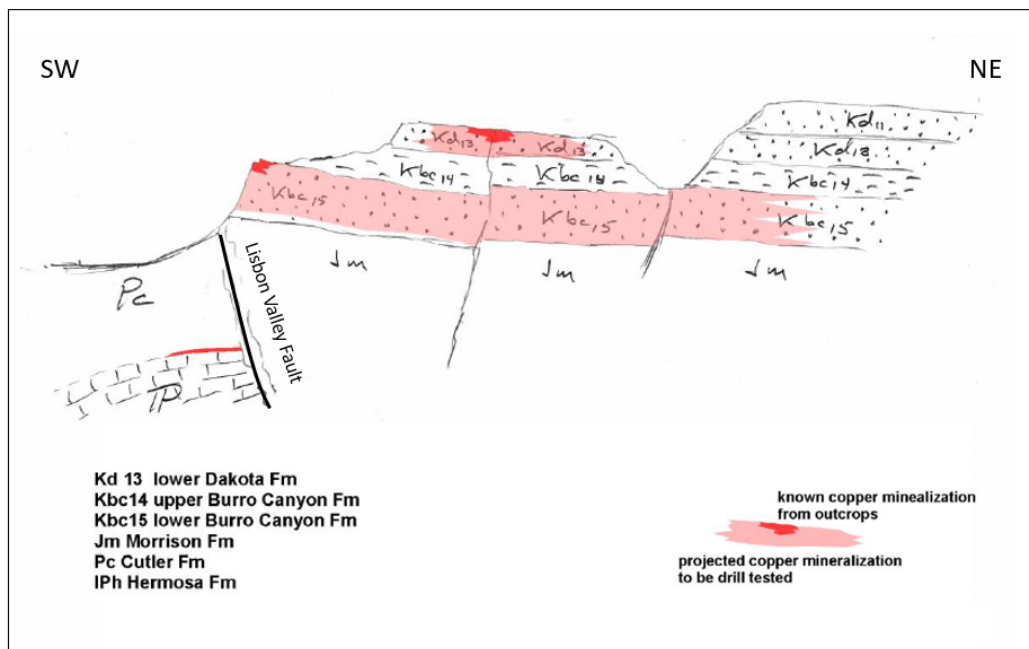 SW
NE
Kd11
Kd13
Kd13
Kd13
Kbc14
Kbc14
Kbc14
Kbc15
Kbc15
Kbc15
Jm
Jm
Jm
Pc
Lisbon Valley Fault
IP
Kd 13 lower Dakota Fm
Kbc14 upper Burro Canyon Fm
Kbc15 lower Burro Canyon Fm
Jm Morrison Fm
Pc Cutler Fm
IPh Hermosa Fm
known copper minealization
from outcrops
projected copper mineralization
to be drill tested